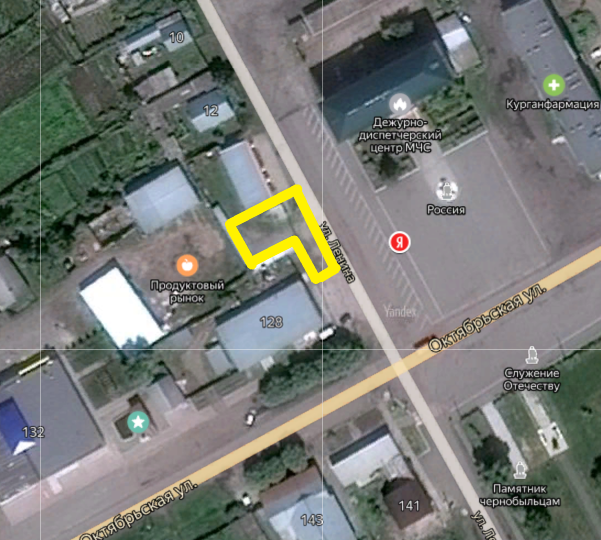 10
12
Дежурно-
диспетчерский
центр МЧС
Курганфармация
Россия
ул. Ленина
Я
Продуктовый
рынок
128
Yandex
Октябрьская ул.
Служение
Отечеству
132
Памятник
чернобыльцам
141
143
Октябрьская ул.
ул. Л